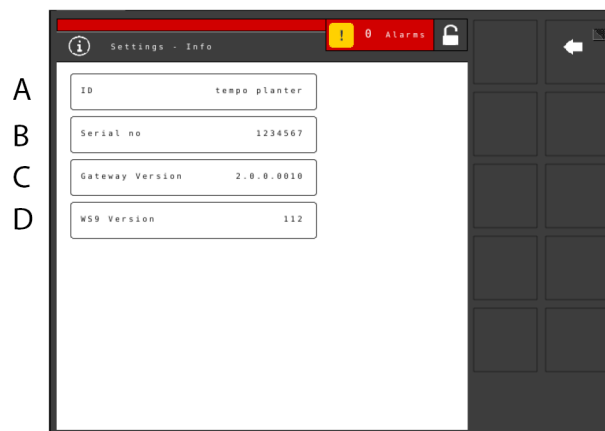 ! 0 Alarms
Settings - Info
A ID tempo planter
B Serial no 1234567
C Gateway Version 2.0.0.0010
D WS9 Version 112